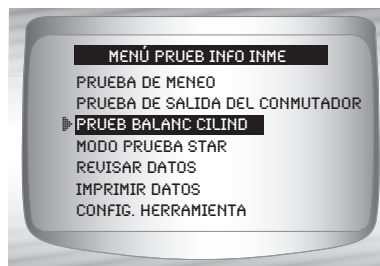 MENÚ PRUEB INFO INME
PRUEBA DE MENEO
PRUEBA DE SALIDA DEL CONMUTADOR
PRUEB BALANC CILIND
MODO PRUEBA STAR
REVISAR DATOS
IMPRIMIR DATOS
CONFIG. HERRAMIENTA